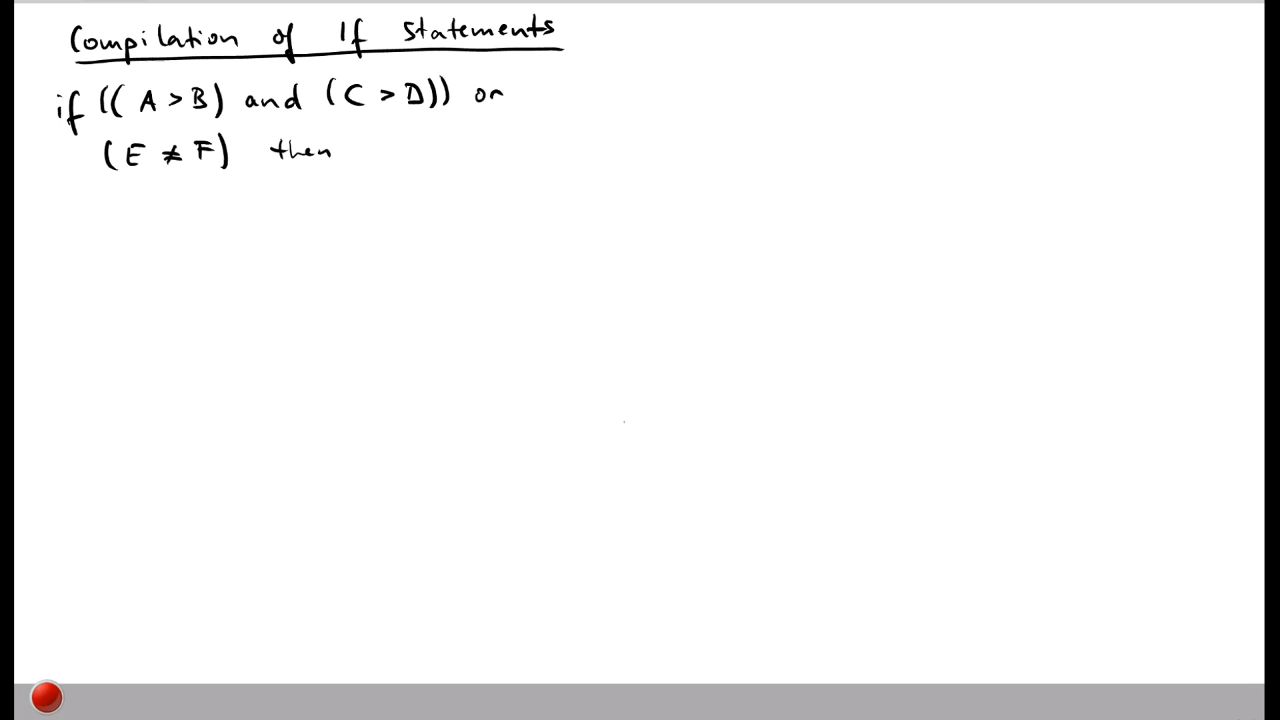 Compilation of If Statements
if ((A > B) and (C > D)) or
(E ≠ F) then